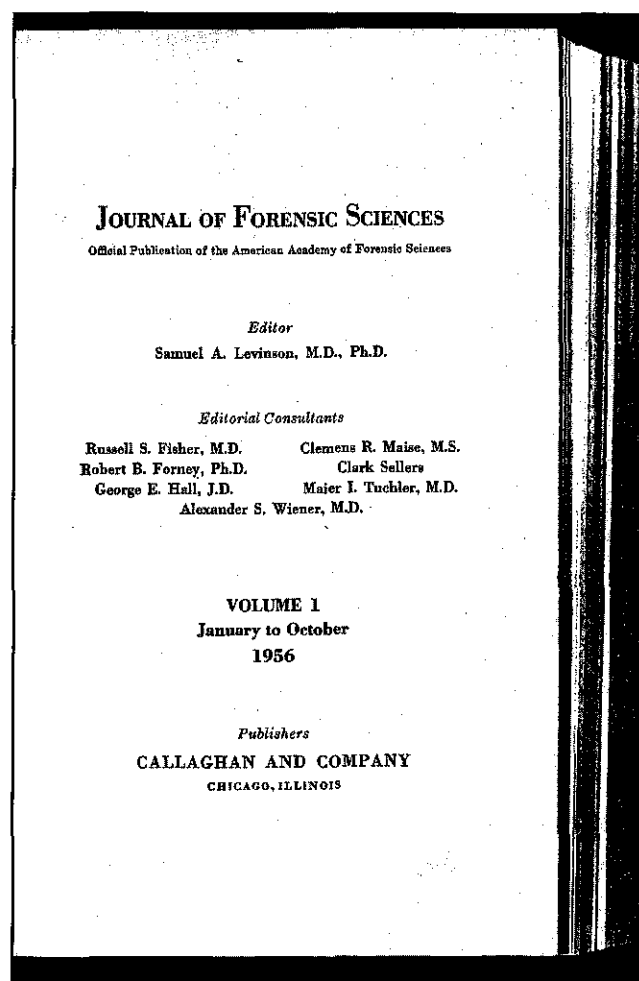 JOURNAL OF FORENSIC SCIENCES
Official Publication of the American Academy of Forensic Sciences
Editor
Samuel A. Levinson, M.D., Ph.D.
Editorial Consultants
Russell S. Fisher, M.D. Clemens R. Maise, M.S.
Robert B. Forney, Ph.D. Clark Sellers
George E. Hall, J.D. Maier I. Tuchler, M.D.
Alexander S. Wiener, M.D.
VOLUME 1
January to October
1956
Publishers
CALLAGHAN AND COMPANY
CHICAGO, ILLINOIS